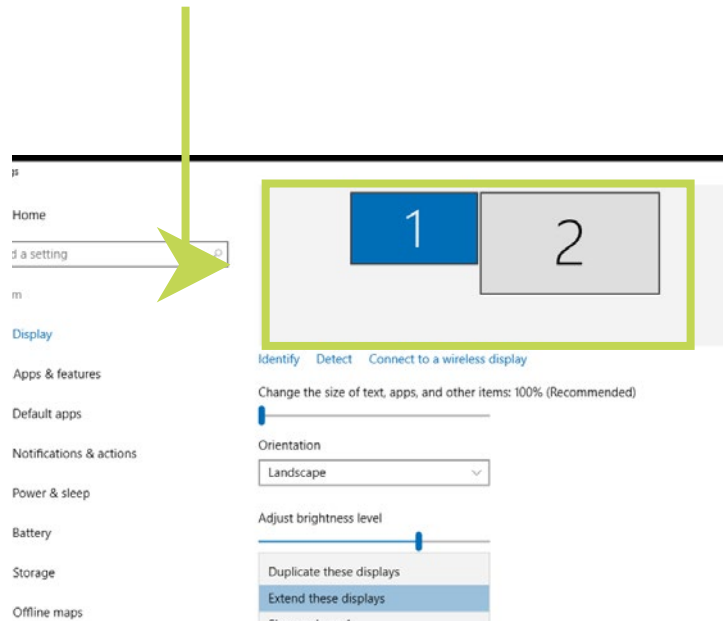 gs
Home
d a setting
m
Display
Apps & features
Default apps
Notifications & actions
Power & sleep
Battery
Storage
Offline maps
1
2
Identify Detect Connect to a wireless display
Change the size of text, apps, and other items: 100% (Recommended)
Orientation
Landscape
Adjust brightness level
Duplicate these displays
Extend these displays